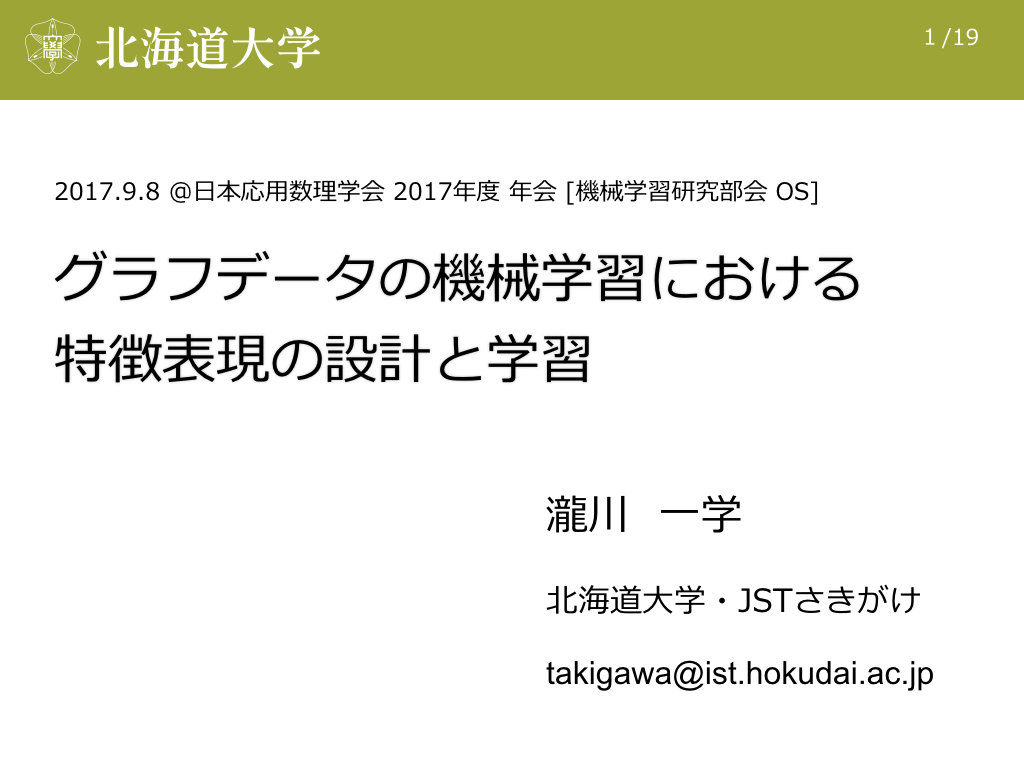 北海道大学
1 /19
2017.9.8 @日本応用数理学会 2017年度 年会 [機械学習研究部会 OS]
グラフデータの機械学習における
特徴表現の設計と学習
瀧川　一学
北海道大学・JSTさきがけ
takigawa@ist.hokudai.ac.jp